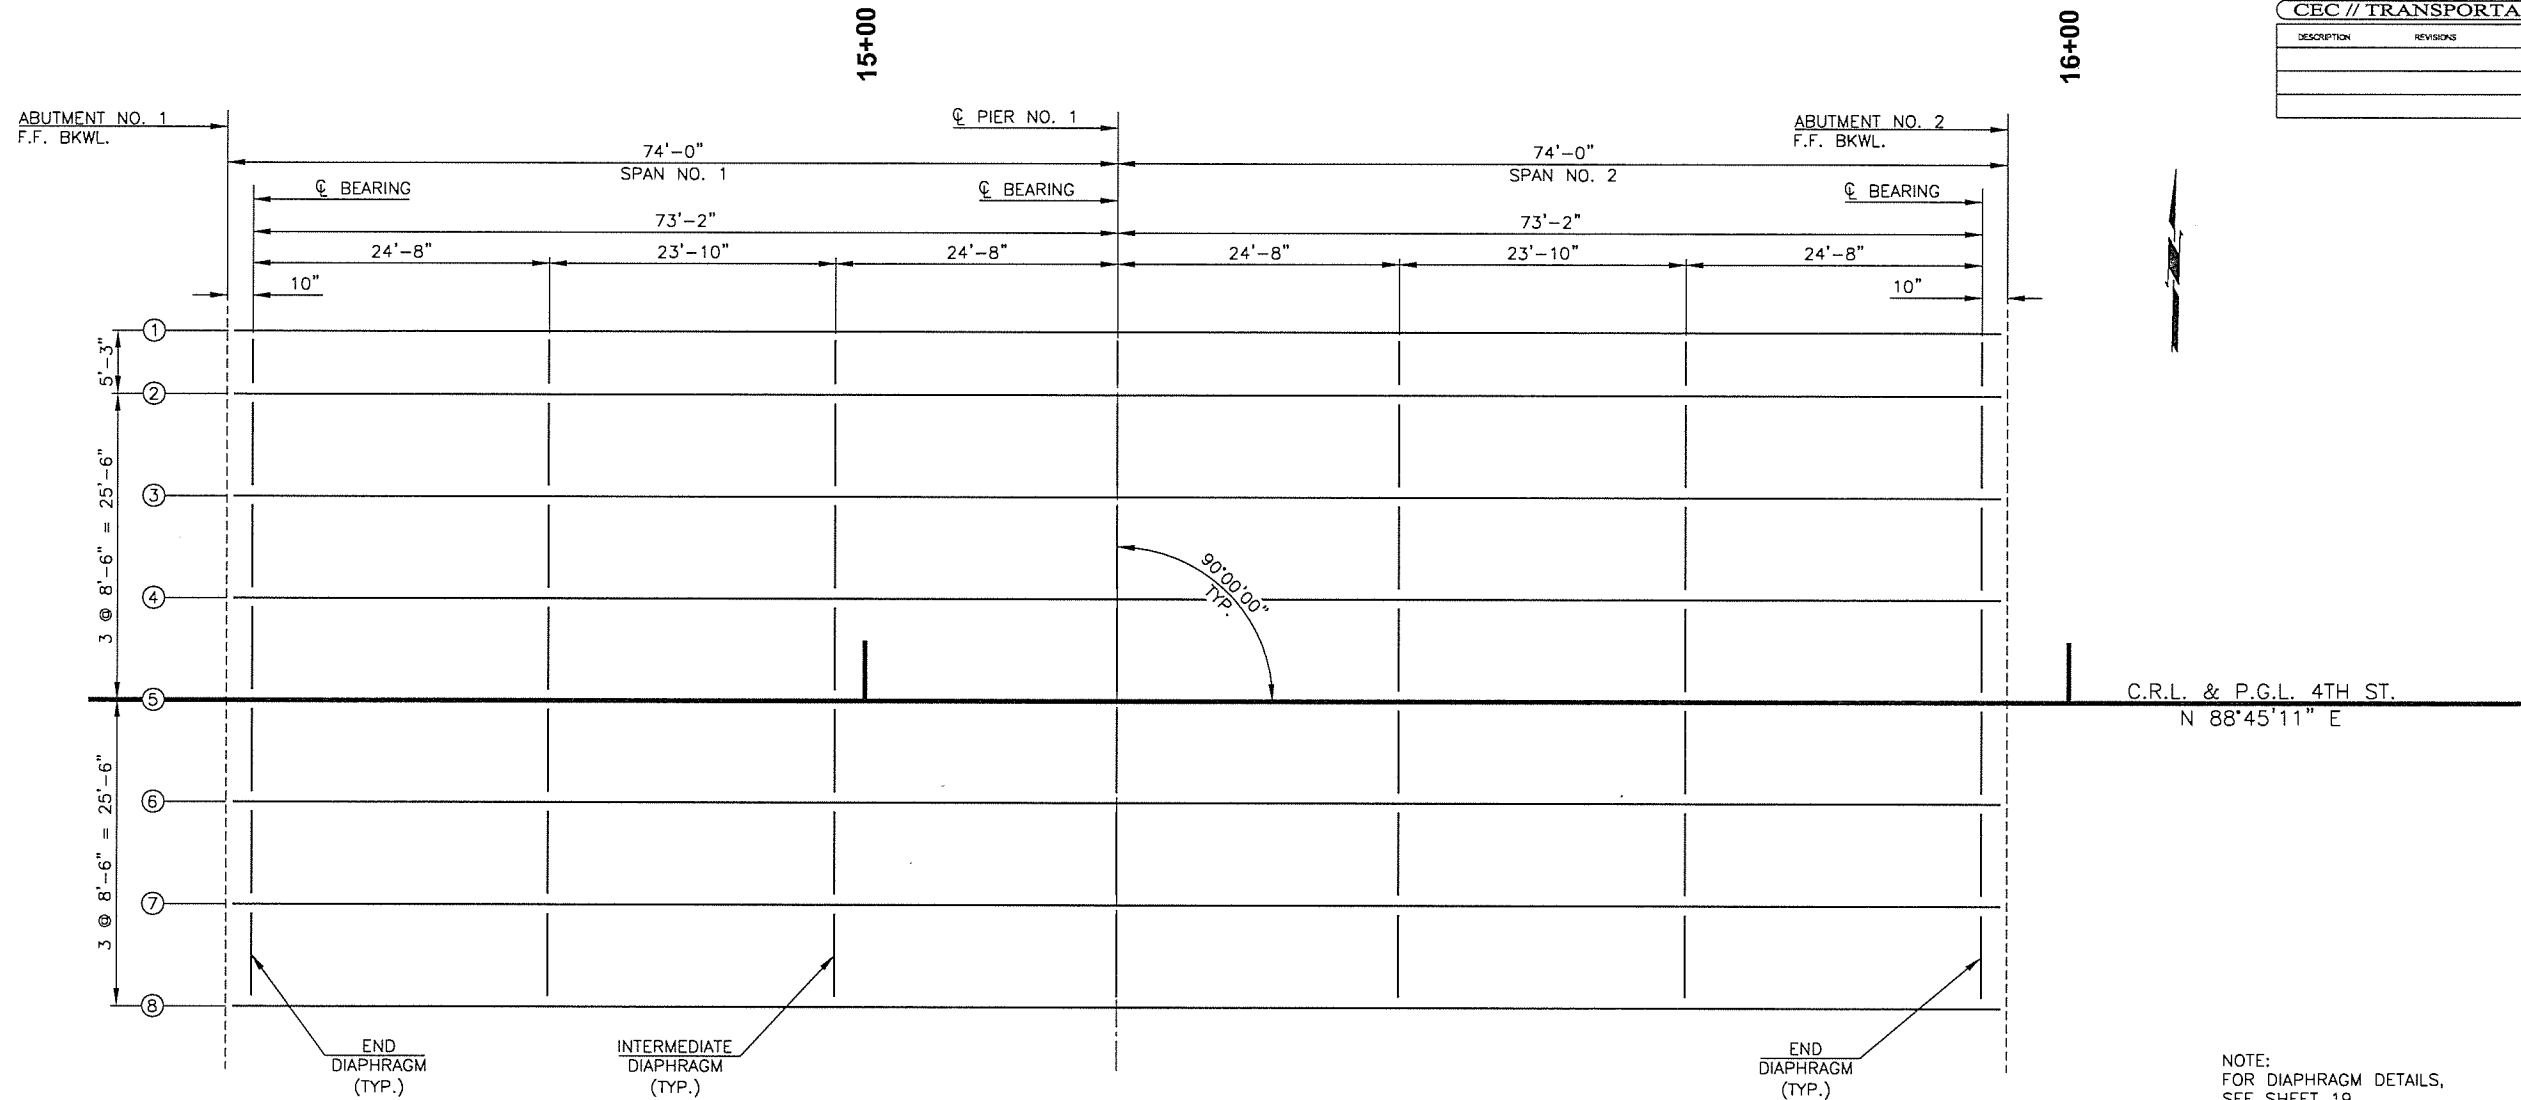 15+00
16+00
CEC // TRANSPORTA
DESCRIPTION REVISIONS
ABUTMENT NO. 1
F.F. BKWL.
℄ PIER NO. 1
ABUTMENT NO. 2
F.F. BKWL.
74'-0"
SPAN NO. 1
74'-0"
SPAN NO. 2
℄ BEARING
℄ BEARING
℄ BEARING
73'-2"
73'-2"
24'-8"
23'-10"
24'-8"
24'-8"
23'-10"
24'-8"
10"
10"
1
5'-3"
2
3 @ 8'-6" = 25'-6"
3
4
90°00'00"
TYP.
5
C.R.L. & P.G.L. 4TH ST.
N 88°45'11" E
3 @ 8'-6" = 25'-6"
6
7
8
END
DIAPHRAGM
(TYP.)
INTERMEDIATE
DIAPHRAGM
(TYP.)
END
DIAPHRAGM
(TYP.)
NOTE:
FOR DIAPHRAGM DETAILS,
SEE SHEET 19